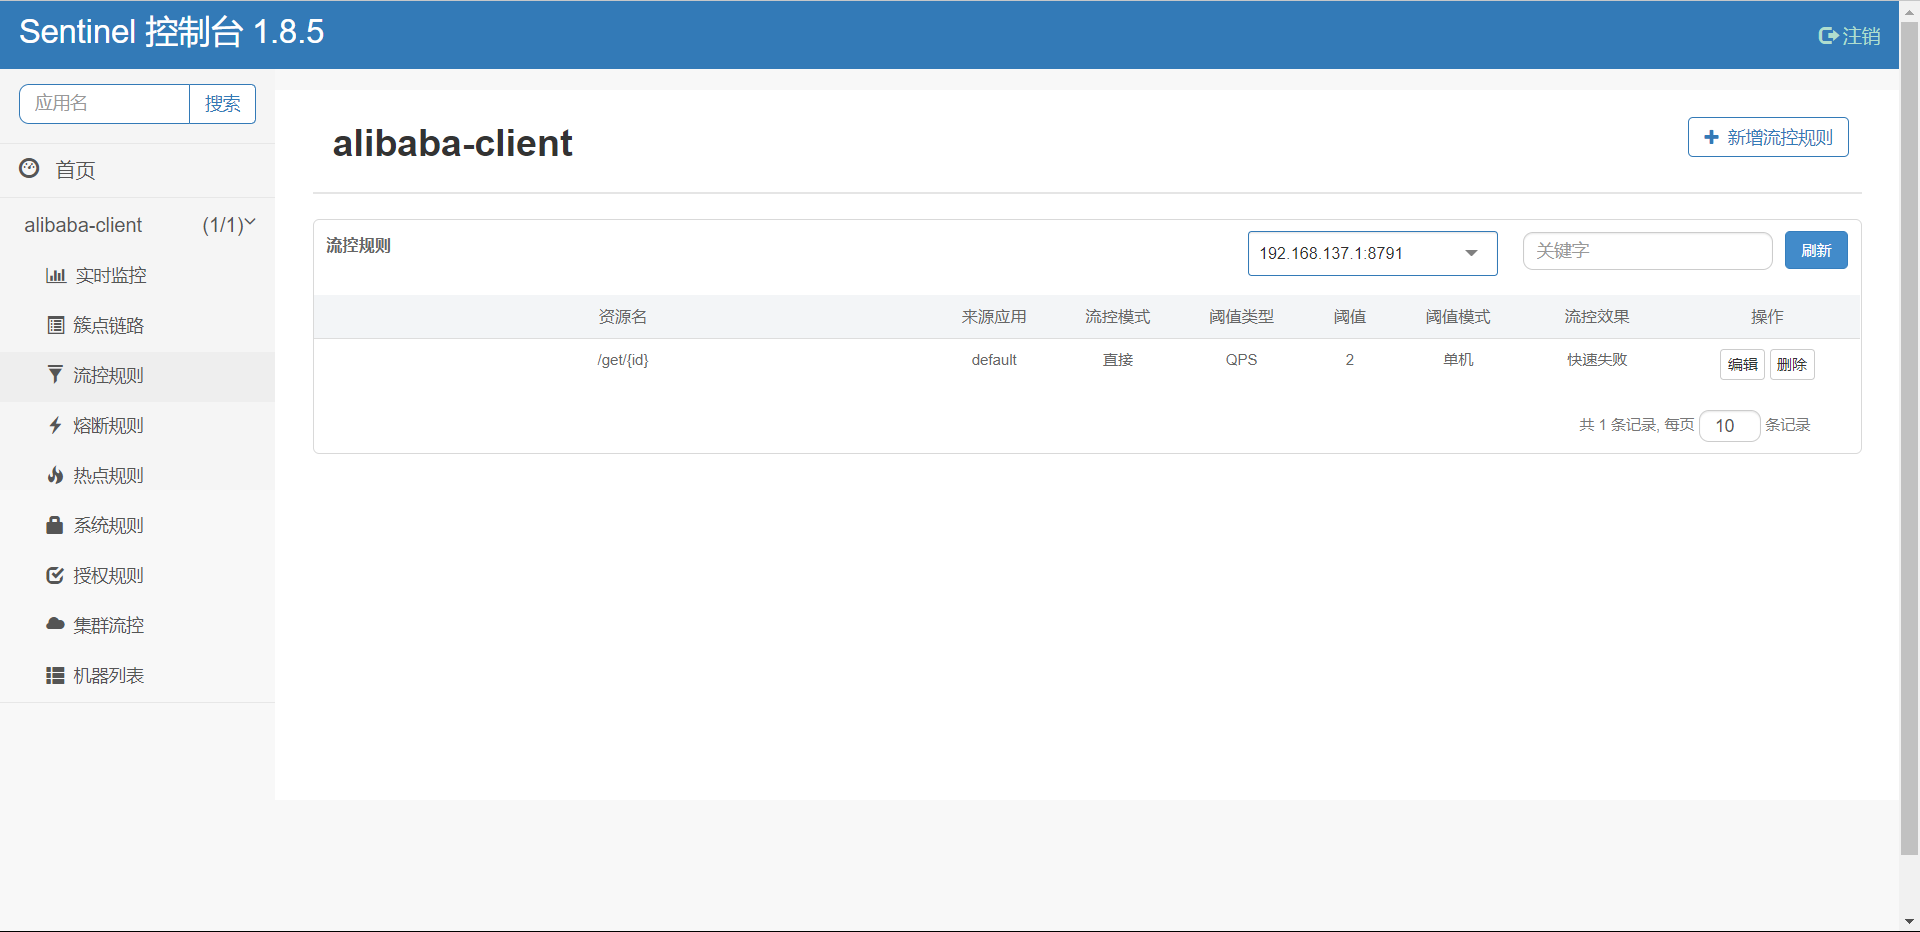 Sentinel 控制台 1.8.5
注销
应用名 搜索
首页
alibaba-client (1/1)
实时监控
簇点链路
流控规则
熔断规则
热点规则
系统规则
授权规则
集群流控
机器列表
alibaba-client
新增流控规则
流控规则 192.168.137.1:8791 关键字 刷新
资源名 来源应用 流控模式 阈值类型 阈值 阈值模式 流控效果 操作
/get/{id} default 直接 QPS 2 单机 快速失败 编辑 删除
共 1 条记录, 每页 10 条记录